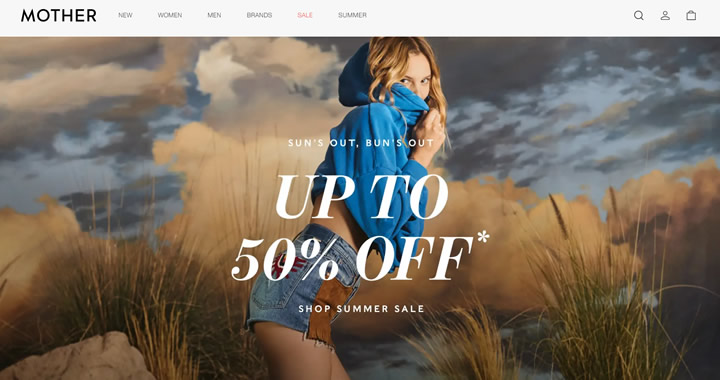 MOTHER NEW WOMEN MEN BRANDS SALE SUMMER
SUN'S OUT, BUN'S OUT
UP TO
50% OFF*
SHOP SUMMER SALE